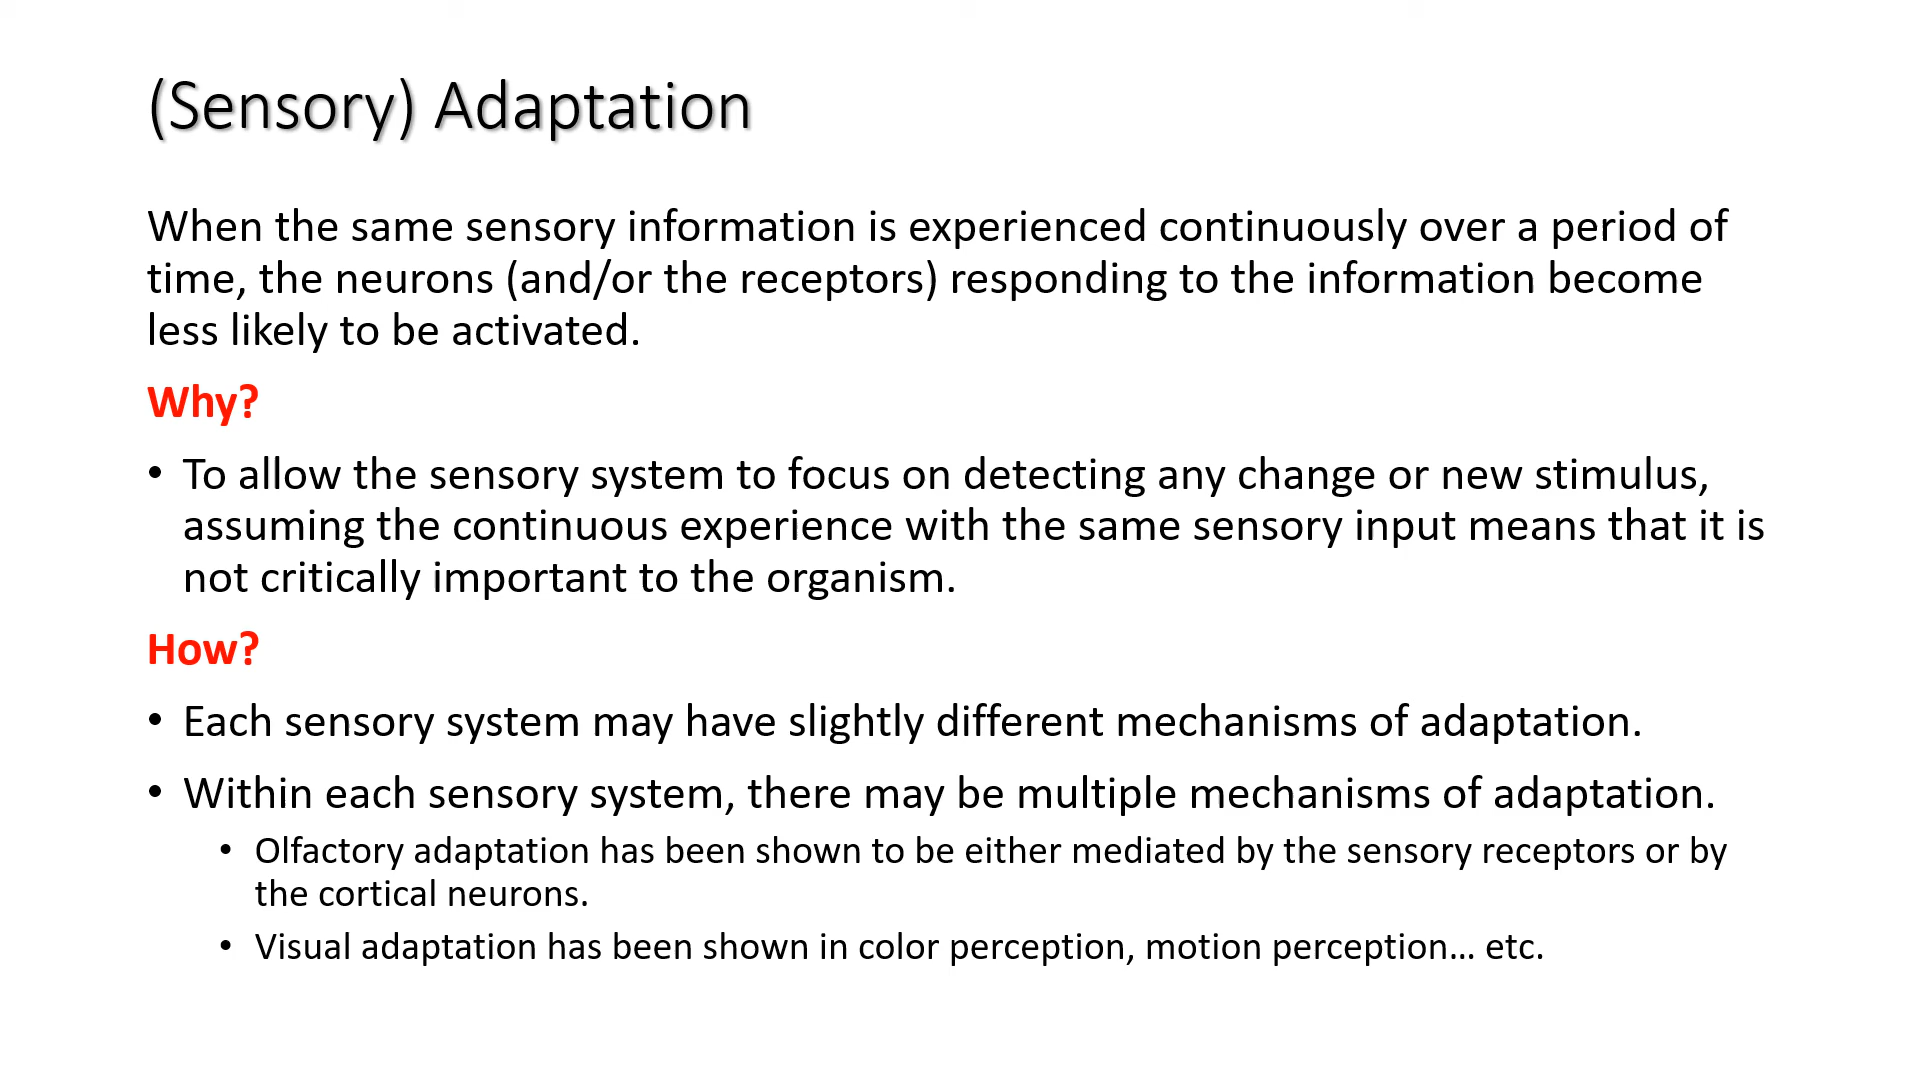 (Sensory) Adaptation
When the same sensory information is experienced continuously over a period of
time, the neurons (and/or the receptors) responding to the information become
less likely to be activated.
Why?
• To allow the sensory system to focus on detecting any change or new stimulus,
assuming the continuous experience with the same sensory input means that it is
not critically important to the organism.
How?
• Each sensory system may have slightly different mechanisms of adaptation.
• Within each sensory system, there may be multiple mechanisms of adaptation.
• Olfactory adaptation has been shown to be either mediated by the sensory receptors or by
the cortical neurons.
• Visual adaptation has been shown in color perception, motion perception… etc.